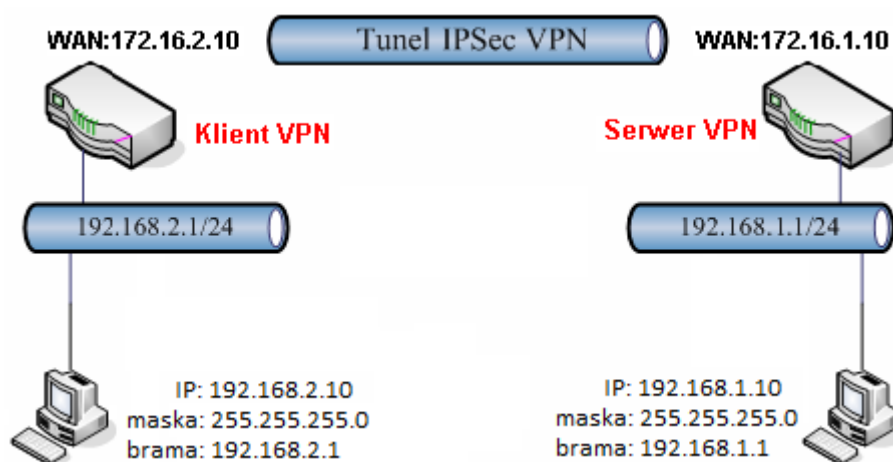 WAN:172.16.2.10
Tunel IPSec VPN
WAN:172.16.1.10
Klient VPN
Serwer VPN
192.168.2.1/24
192.168.1.1/24
IP: 192.168.2.10
maska: 255.255.255.0
brama: 192.168.2.1
IP: 192.168.1.10
maska: 255.255.255.0
brama: 192.168.1.1